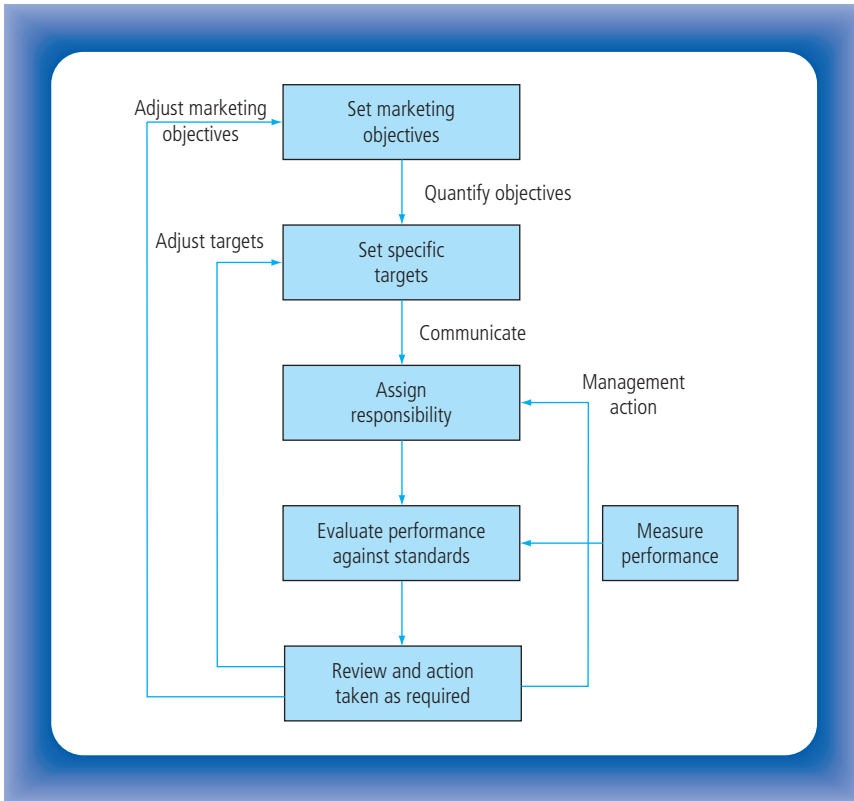 Adjust marketing
objectives
Set marketing
objectives
Quantify objectives
Adjust targets
Set specific
targets
Communicate
Assign
responsibility
Management
action
Evaluate performance
against standards
Measure
performance
Review and action
taken as required